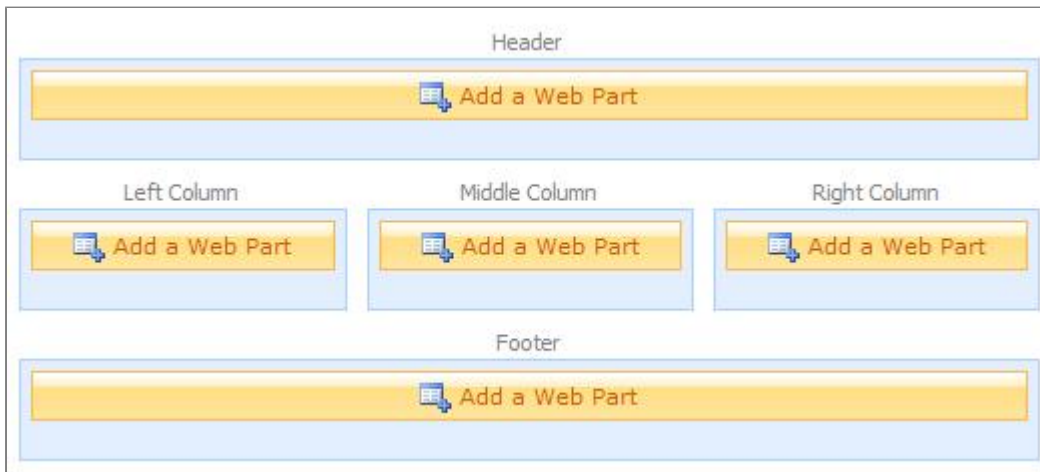 Header
Add a Web Part
Left Column
Middle Column
Right Column
Add a Web Part
Add a Web Part
Add a Web Part
Footer
Add a Web Part